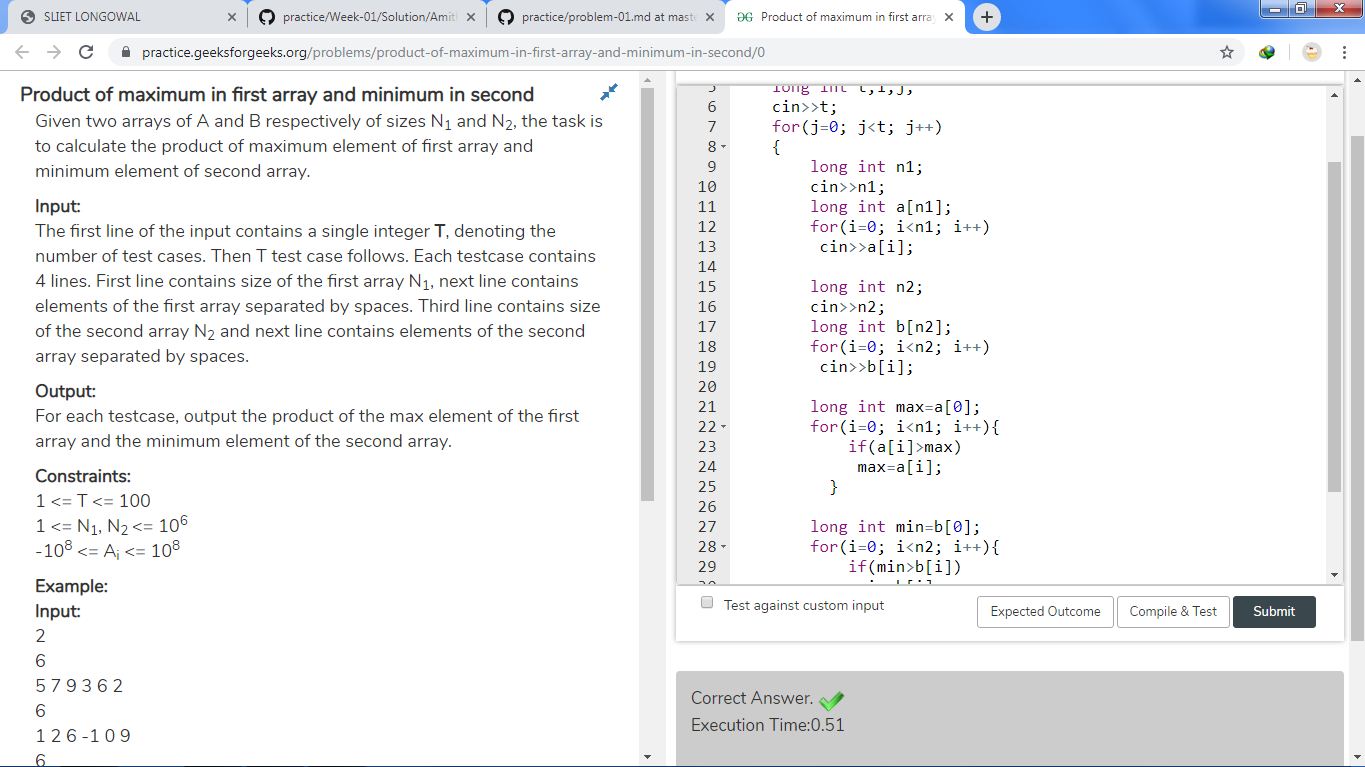 SLIET LONGOWAL
practice/Week-01/Solution/Amit
practice/problem-01.md at mast
Product of maximum in first arra
practice.geeksforgeeks.org/problems/product-of-maximum-in-first-array-and-minimum-in-second/0
Product of maximum in first array and minimum in second
Given two arrays of A and B respectively of sizes N1 and N2, the task is
to calculate the product of maximum element of first array and
minimum element of second array.
Input:
The first line of the input contains a single integer T, denoting the
number of test cases. Then T test case follows. Each testcase contains
4 lines. First line contains size of the first array N1, next line contains
elements of the first array separated by spaces. Third line contains size
of the second array N2 and next line contains elements of the second
array separated by spaces.
Output:
For each testcase, output the product of the max element of the first
array and the minimum element of the second array.
Constraints:
1 <= T <= 100
1 <= N1, N2 <= 10^6
-10^8 <= Ai <= 10^8
Example:
Input:
2
6
5 7 9 3 6 2
6
1 2 6 -1 0 9
6
5 long int t,i,j;
6 cin>>t;
7 for(j=0; j<t; j++)
8 {
9 long int n1;
10 cin>>n1;
11 long int a[n1];
12 for(i=0; i<n1; i++)
13 cin>>a[i];
14
15 long int n2;
16 cin>>n2;
17 long int b[n2];
18 for(i=0; i<n2; i++)
19 cin>>b[i];
20
21 long int max=a[0];
22 for(i=0; i<n1; i++){
23 if(a[i]>max)
24 max=a[i];
25 }
26
27 long int min=b[0];
28 for(i=0; i<n2; i++){
29 if(min>b[i])
Test against custom input
Expected Outcome
Compile & Test
Submit
Correct Answer.
Execution Time:0.51